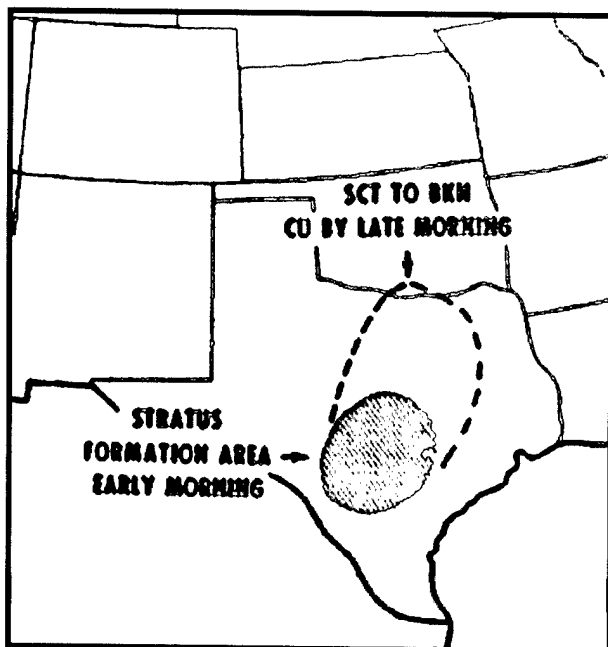 SCT TO BKN
CU BY LATE MORNING
STRATUS
FORMATION AREA
EARLY MORNING